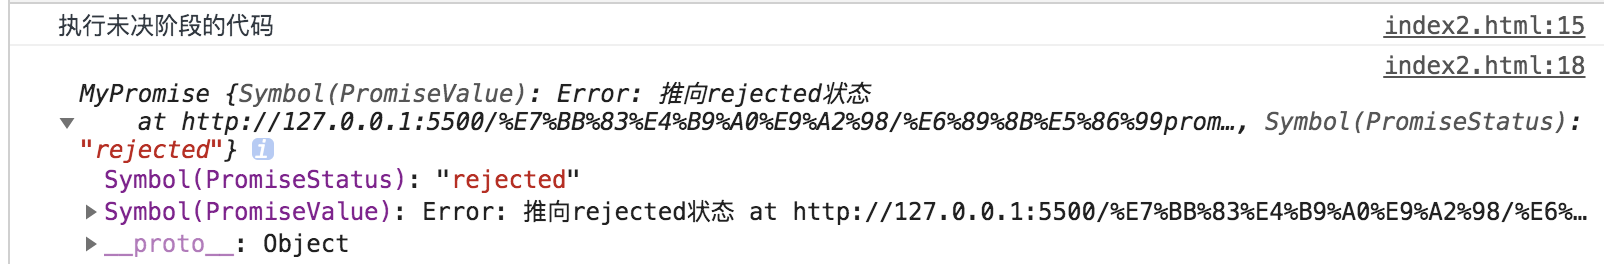 执行未决阶段的代码 index2.html:15
index2.html:18
MyPromise {Symbol(PromiseValue): Error: 推向rejected状态
▼ at http://127.0.0.1:5500/%E7%BB%83%E4%B9%A0%E9%A2%98/%E6%89%8B%E5%86%99prom…, Symbol(PromiseStatus):
"rejected"} i
Symbol(PromiseStatus): "rejected"
▶Symbol(PromiseValue): Error: 推向rejected状态 at http://127.0.0.1:5500/%E7%BB%83%E4%B9%A0%E9%A2%98/%E6%…
▶__proto__: Object